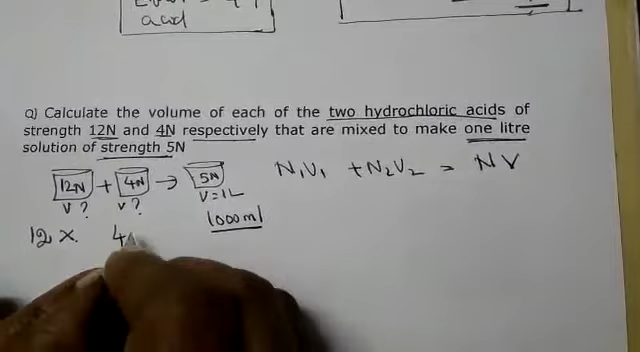 acid
Q) Calculate the volume of each of the two hydrochloric acids of
strength 12N and 4N respectively that are mixed to make one litre
solution of strength 5N
12N + 4N → 5N N₁V₁ + N₂V₂ = NV
V? V? V=1L
1000ml
12 x. 4